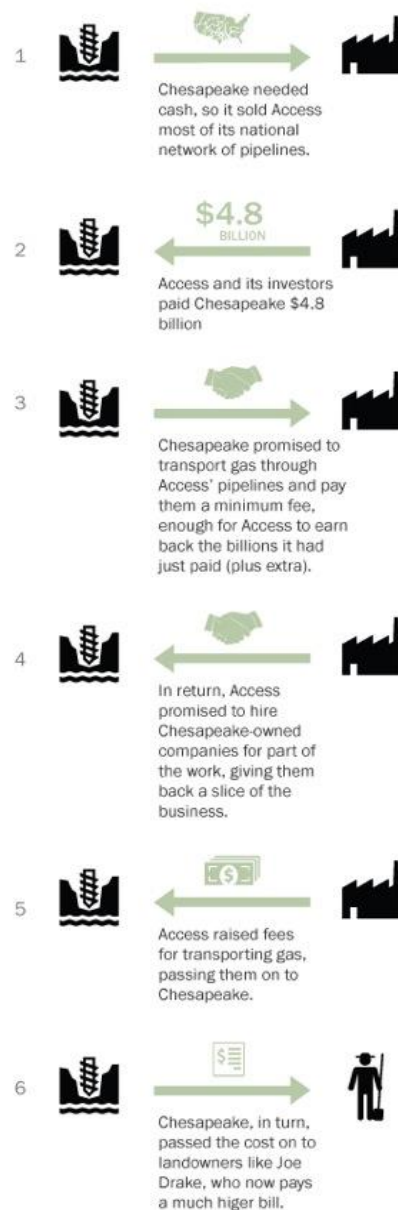 1
Chesapeake needed
cash, so it sold Access
most of its national
network of pipelines.
2
$4.8
BILLION
Access and its investors
paid Chesapeake $4.8
billion
3
Chesapeake promised to
transport gas through
Access' pipelines and pay
them a minimum fee,
enough for Access to earn
back the billions it had
just paid (plus extra).
4
In return, Access
promised to hire
Chesapeake-owned
companies for part of
the work, giving them
back a slice of the
business.
5
$
Access raised fees
for transporting gas,
passing them on to
Chesapeake.
6
$
Chesapeake, in turn,
passed the cost on to
landowners like Joe
Drake, who now pays
a much higer bill.